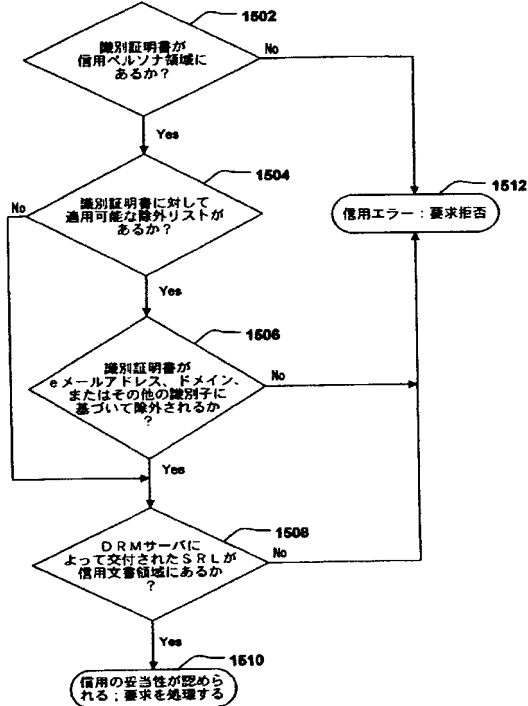 1502
識別証明書が
信用ペルソナ領域に
あるか?
No
Yes
1504
識別証明書に対して
適用可能な除外リストが
あるか?
No
1512
信用エラー:要求拒否
Yes
1506
識別証明書が
eメールアドレス、ドメイン、
またはその他の識別子に
基づいて除外されるか
?
No
Yes
1508
DRMサーバに
よって交付されたSRLが
信用文書領域にあるか
?
No
Yes
1510
信用の妥当性が認めら
れる;要求を処理する